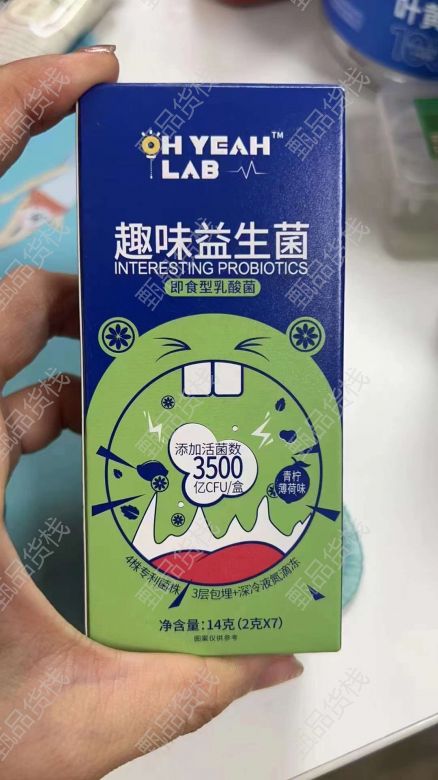 叶黄
OH YEAH™
LAB
趣味益生菌
INTERESTING PROBIOTICS
即食型乳酸菌
添加活菌数
3500
亿CFU/盒
青柠
薄荷味
4株专利菌株
3层包埋+深冷液氮滴冻
净含量:14克(2克X7)
图案仅供参考
甄品货栈